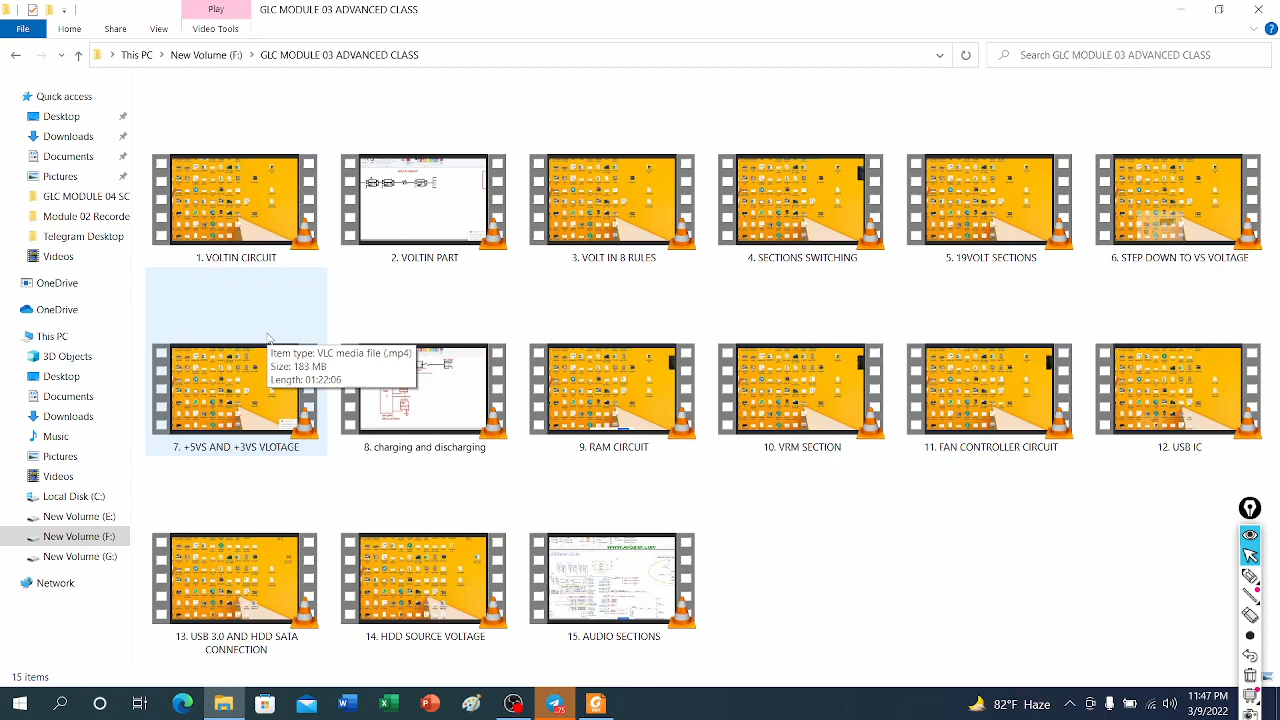 Play
GLC MODULE 03 ADVANCED CLASS
File
Home
Share
View
Video Tools
This PC
New Volume (F:)
GLC MODULE 03 ADVANCED CLASS
Search GLC MODULE 03 ADVANCED CLASS
Quick access
Desktop
Downloads
Documents
Pictures
GLC MODULE 04 SC
Module 02 Recorde
Telegram Desktop
Videos
OneDrive
OneDrive
This PC
3D Objects
Desktop
Documents
Downloads
Music
Pictures
Videos
Local Disk (C:)
New Volume (E:)
New Volume (F:)
New Volume (G:)
Network
1. VOLTIN CIRCUIT
2. VOLTIN PART
3. VOLT IN 8 RULES
4. SECTIONS SWITCHING
5. 19VOLT SECTIONS
6. STEP DOWN TO VS VOLTAGE
Item type: VLC media file (.mp4)
Size: 183 MB
Length: 01:22:06
7. +5VS AND +3VS VLOTAGE
8. charging and discharging
9. RAM CIRCUIT
10. VRM SECTION
11. FAN CONTROLLER CIRCUIT
12. USB IC
13. USB 3.0 AND HDD SATA
CONNECTION
14. HDD SOURCE VOLTAGE
15. AUDIO SECTIONS
15 items
75
82°F Haze
11:47 PM
3/9/2022